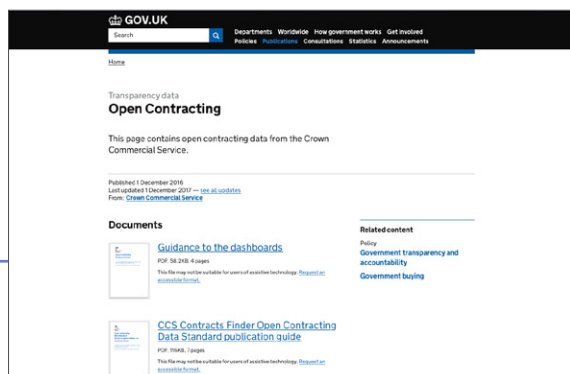 GOV.UK
Search
Departments Worldwide How government works Get involved
Policies Publications Consultations Statistics Announcements
Home
Transparency data
Open Contracting
This page contains open contracting data from the Crown
Commercial Service.
Published 1 December 2016
Last updated 1 December 2017 — see all updates
From: Crown Commercial Service
Documents
Guidance to the dashboards
PDF, 58.2KB, 4 pages
This file may not be suitable for users of assistive technology. Request an
accessible format.
CCS Contracts Finder Open Contracting
Data Standard publication guide
This file may not be suitable for users of assistive technology. Request an
accessible format.
Related content
Policy
Government transparency and
accountability
Government buying